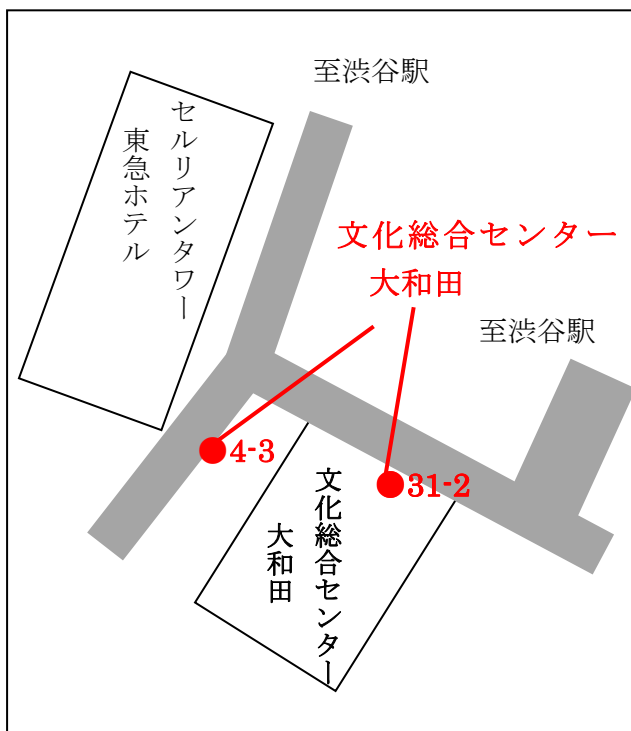 至渋谷駅
セルリアンタワー
東急ホテル
文化総合センター
大和田
至渋谷駅
4-3
31-2
文化総合センター
大和田